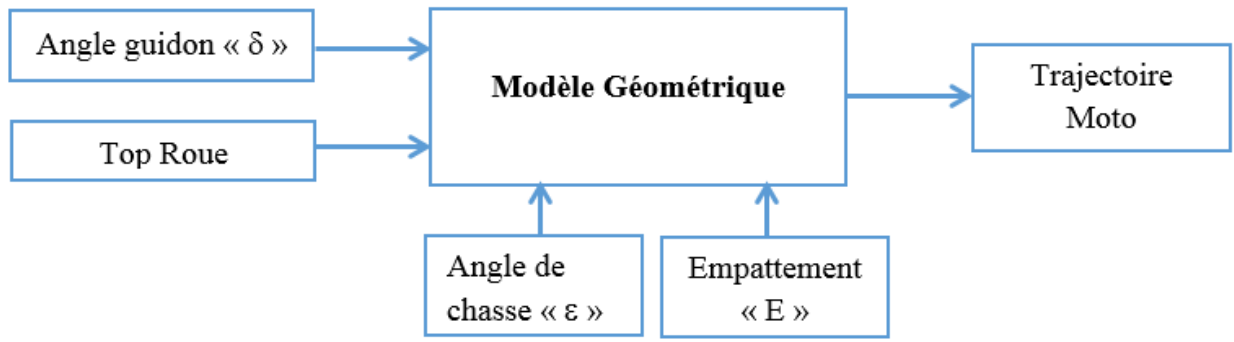 Angle guidon « δ »
Top Roue
Modèle Géométrique
Trajectoire
Moto
Angle de
chasse « ε »
Empattement
« E »